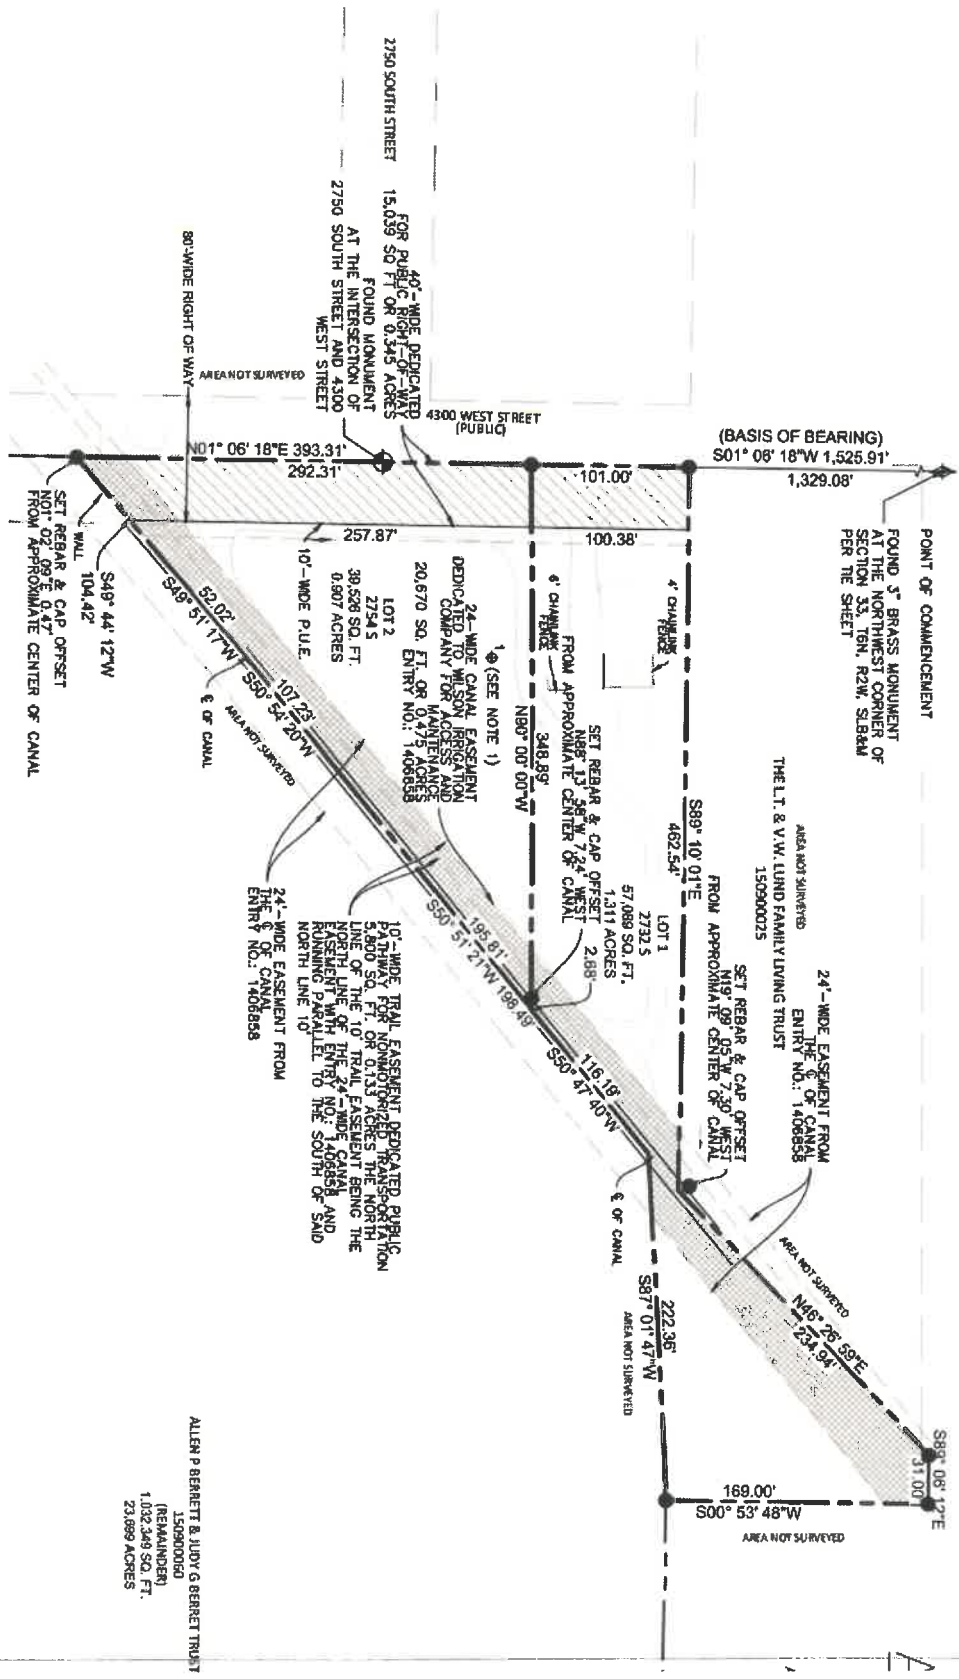 POINT OF COMMENCEMENT
FOUND 3" BRASS MONUMENT
AT THE NORTHWEST CORNER OF
SECTION 33, T6N, R2W, SLB&M
PER TIE SHEET
(BASIS OF BEARING)
S01° 06' 18"W 1,525.91'
1,329.08'
S89° 06' 12"E
31.00'
N46° 26' 59"E
234.94'
AREA NOT SURVEYED
169.00'
S00° 53' 48"W
AREA NOT SURVEYED
24'-WIDE EASEMENT FROM
THE ℄ OF CANAL
ENTRY NO.: 1406858
AREA NOT SURVEYED
THE L.T. & V.W. LUND FAMILY LIVING TRUST
150900025
SET REBAR & CAP OFFSET
N19° 09' 05"W 7.30' WEST
FROM APPROXIMATE CENTER OF CANAL
S89° 10' 01"E
462.54'
4' CHAINLINK
FENCE
LOT 1
2732 S
57,089 SQ. FT.
1.311 ACRES
101.00'
100.38'
6' CHAINLINK
FENCE
SET REBAR & CAP OFFSET
N88° 13' 58"W 7.24' WEST
FROM APPROXIMATE CENTER OF CANAL
2.68'
348.89'
N90° 00' 00"W
116.19'
S50° 47' 40"W
℄ OF CANAL
222.36'
S87° 01' 47"W
AREA NOT SURVEYED
4300 WEST STREET
(PUBLIC)
40'-WIDE DEDICATED
FOR PUBLIC RIGHT-OF-WAY
15,039 SQ FT OR 0.345 ACRES
2750 SOUTH STREET
FOUND MONUMENT
AT THE INTERSECTION OF
2750 SOUTH STREET AND 4300
WEST STREET
1 (SEE NOTE 1)
24'-WIDE CANAL EASEMENT
DEDICATED TO WILSON IRRIGATION
COMPANY FOR ACCESS AND
MAINTENANCE
20,670 SQ. FT. OR 0.475 ACRES
ENTRY NO.: 1406858
LOT 2
2754 S
39,526 SQ. FT.
0.907 ACRES
10'-WIDE P.U.E.
257.87'
N01° 06' 18"E 393.31'
292.31'
AREA NOT SURVEYED
80'-WIDE RIGHT OF WAY
195.81'
S50° 51' 21"W 198.49'
107.23'
S50° 54' 20"W
52.02'
S49° 51' 17"W
℄ OF CANAL
AREA NOT SURVEYED
S49° 44' 12"W
104.42'
WALL
SET REBAR & CAP OFFSET
N01° 02' 09"E 0.47'
FROM APPROXIMATE CENTER OF CANAL
10'-WIDE TRAIL EASEMENT DEDICATED PUBLIC
PATHWAY FOR NONMOTORIZED TRANSPORTATION
5,800 SQ. FT. OR 0.133 ACRES THE NORTH
LINE OF THE 10' TRAIL EASEMENT BEING THE
NORTH LINE OF THE 24'-WIDE CANAL
EASEMENT WITH ENTRY NO.: 1406858 AND
RUNNING PARALLEL TO THE SOUTH OF SAID
NORTH LINE 10'
24'-WIDE EASEMENT FROM
THE ℄ OF CANAL
ENTRY NO.: 1406858
ALLEN P BERRETT & JUDY G BERRET TRUST
150900060
(REMAINDER)
1,032,349 SQ. FT.
23.699 ACRES